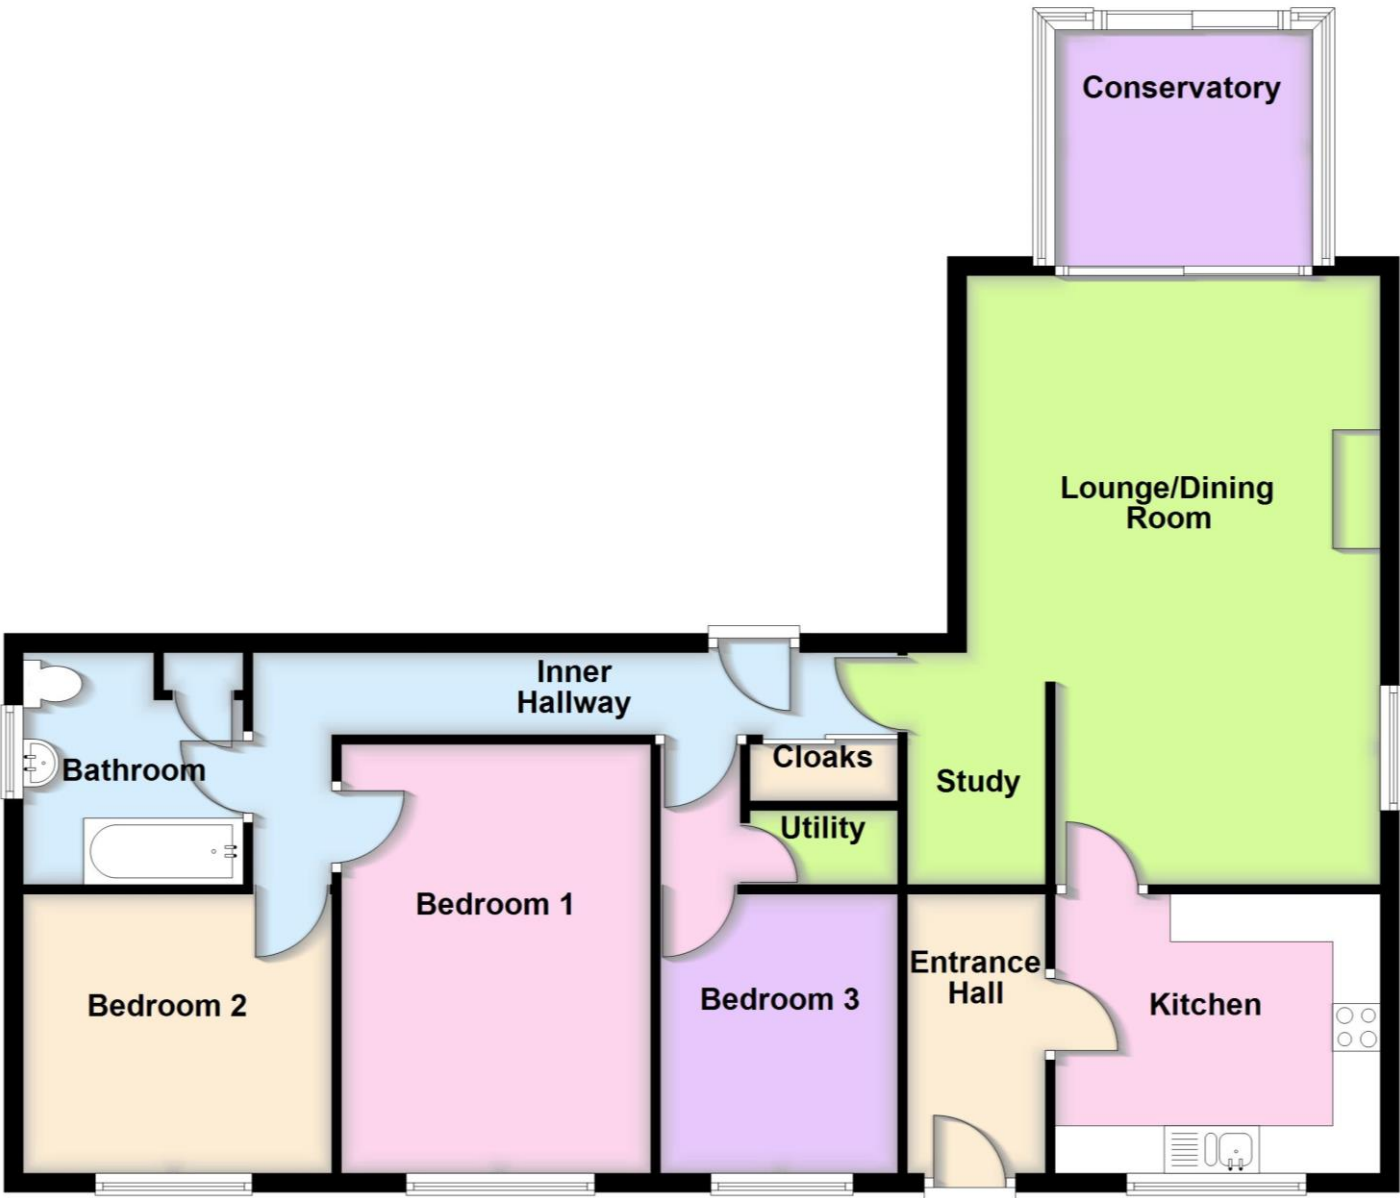 Conservatory
Lounge/Dining
Room
Inner
Hallway
Cloaks
Bathroom
Study
Utility
Bedroom 1
Entrance
Hall
Bedroom 2
Bedroom 3
Kitchen